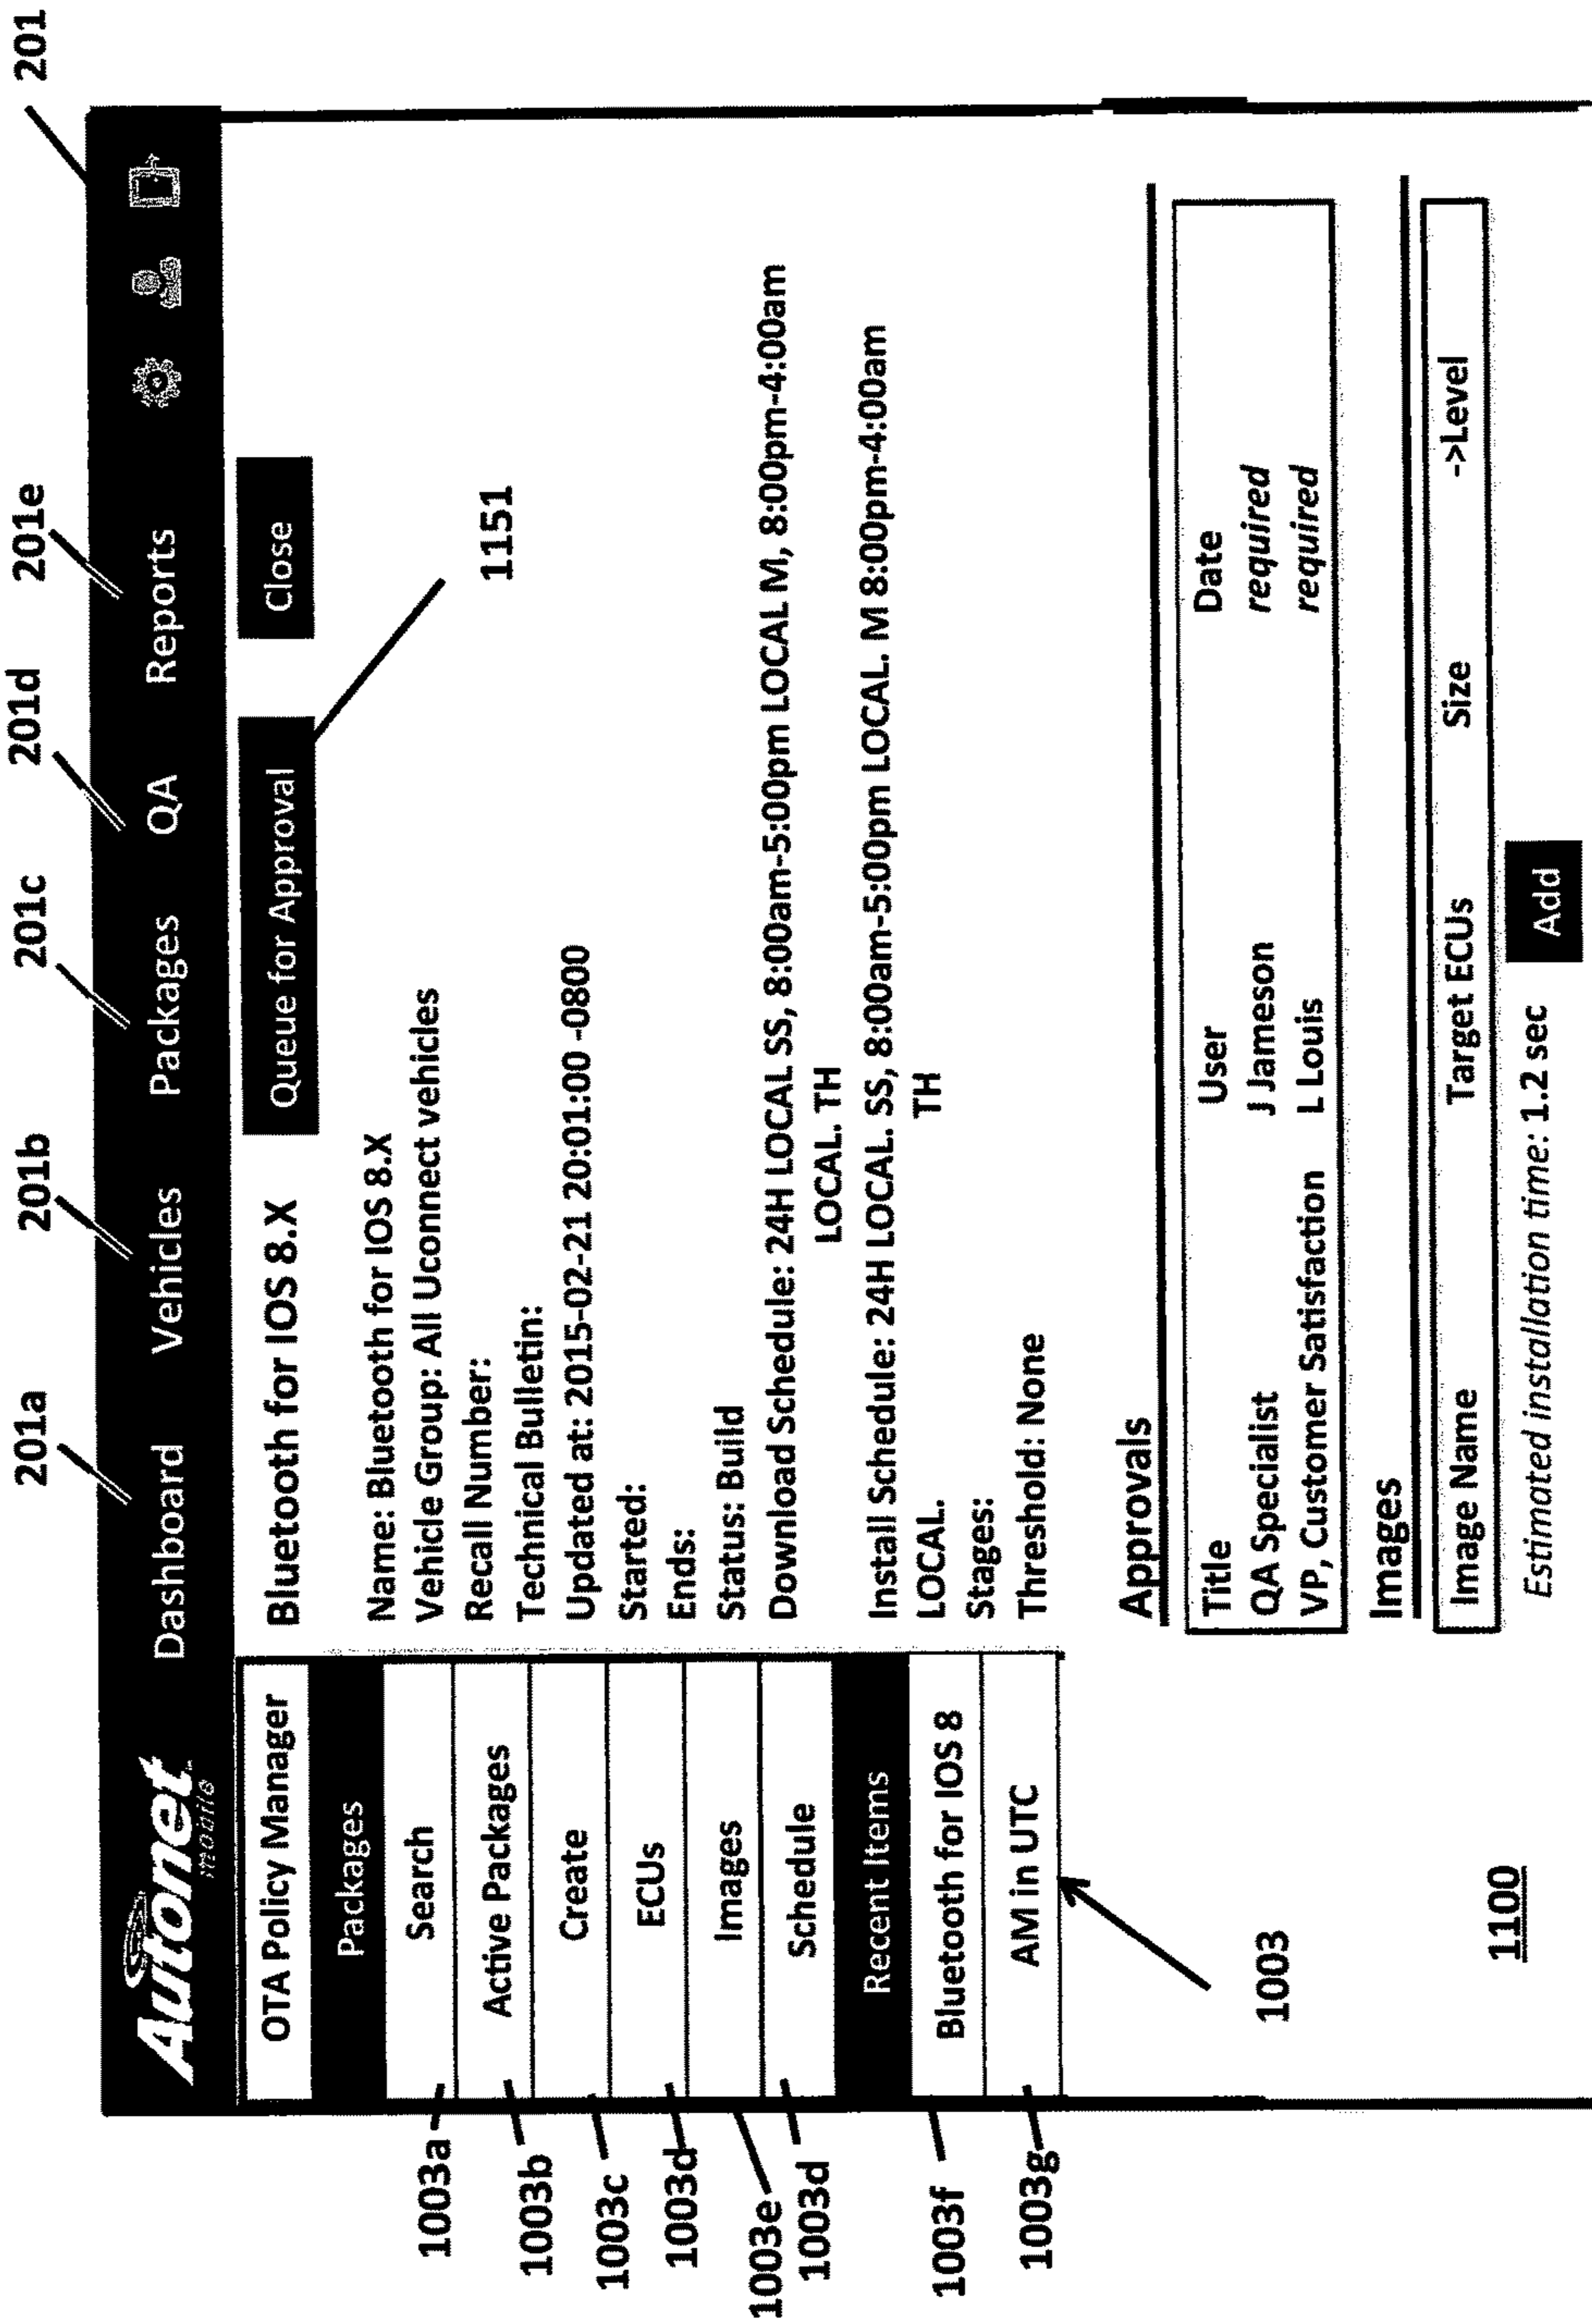 201a 201b 201c 201d 201e 201
Autonet mobile Dashboard Vehicles Packages QA Reports
OTA Policy Manager
Packages
Search
Active Packages
Create
ECUs
Images
Schedule
Recent Items
Bluetooth for IOS 8
AM in UTC
1003a
1003b
1003c
1003d
1003e
1003d
1003f
1003g
1003
1100
Bluetooth for IOS 8.X Queue for Approval Close
1151
Name: Bluetooth for IOS 8.X
Vehicle Group: All Uconnect vehicles
Recall Number:
Technical Bulletin:
Updated at: 2015-02-21 20:01:00 -0800
Started:
Ends:
Status: Build
Download Schedule: 24H LOCAL SS, 8:00am-5:00pm LOCAL M, 8:00pm-4:00am
LOCAL. TH
Install Schedule: 24H LOCAL. SS, 8:00am-5:00pm LOCAL. M 8:00pm-4:00am
LOCAL. TH
Stages:
Threshold: None
Approvals
Title User Date
QA Specialist J Jameson required
VP, Customer Satisfaction L Louis required
Images
Image Name Target ECUs Size ->Level
Estimated installation time: 1.2 sec Add